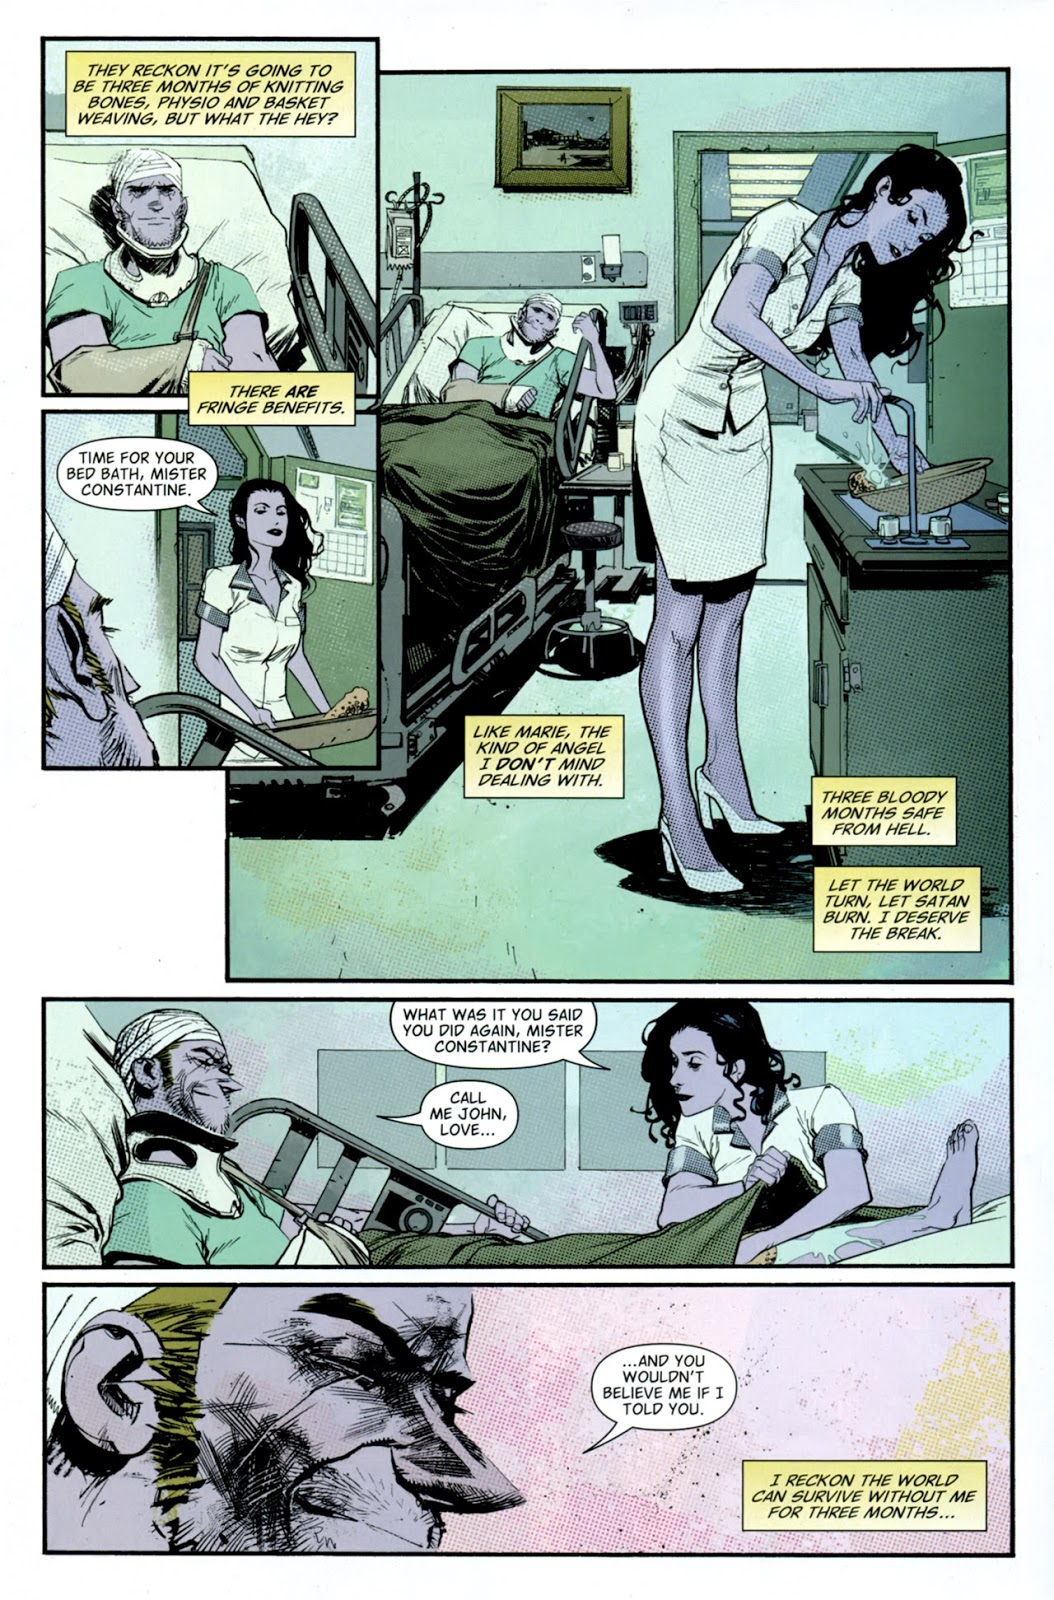 THEY RECKON IT'S GOING TO
BE THREE MONTHS OF KNITTING
BONES, PHYSIO AND BASKET
WEAVING, BUT WHAT THE HEY?
THERE ARE
FRINGE BENEFITS.
TIME FOR YOUR
BED BATH, MISTER
CONSTANTINE.
LIKE MARIE, THE
KIND OF ANGEL
I DON'T MIND
DEALING WITH.
THREE BLOODY
MONTHS SAFE
FROM HELL.
LET THE WORLD
TURN, LET SATAN
BURN. I DESERVE
THE BREAK.
WHAT WAS IT YOU SAID
YOU DID AGAIN, MISTER
CONSTANTINE?
CALL
ME JOHN,
LOVE...
...AND YOU
WOULDN'T
BELIEVE ME IF I
TOLD YOU.
I RECKON THE WORLD
CAN SURVIVE WITHOUT ME
FOR THREE MONTHS...